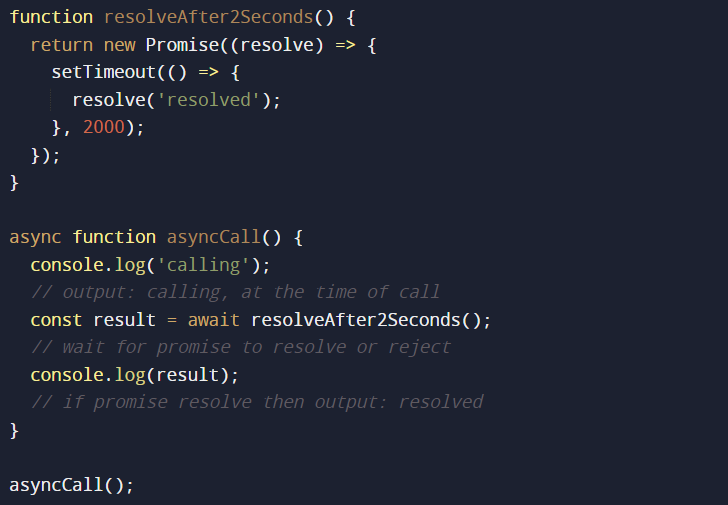 function resolveAfter2Seconds() {
  return new Promise((resolve) => {
    setTimeout(() => {
      resolve('resolved');
    }, 2000);
  });
}

async function asyncCall() {
  console.log('calling');
  // output: calling, at the time of call
  const result = await resolveAfter2Seconds();
  // wait for promise to resolve or reject
  console.log(result);
  // if promise resolve then output: resolved
}

asyncCall();